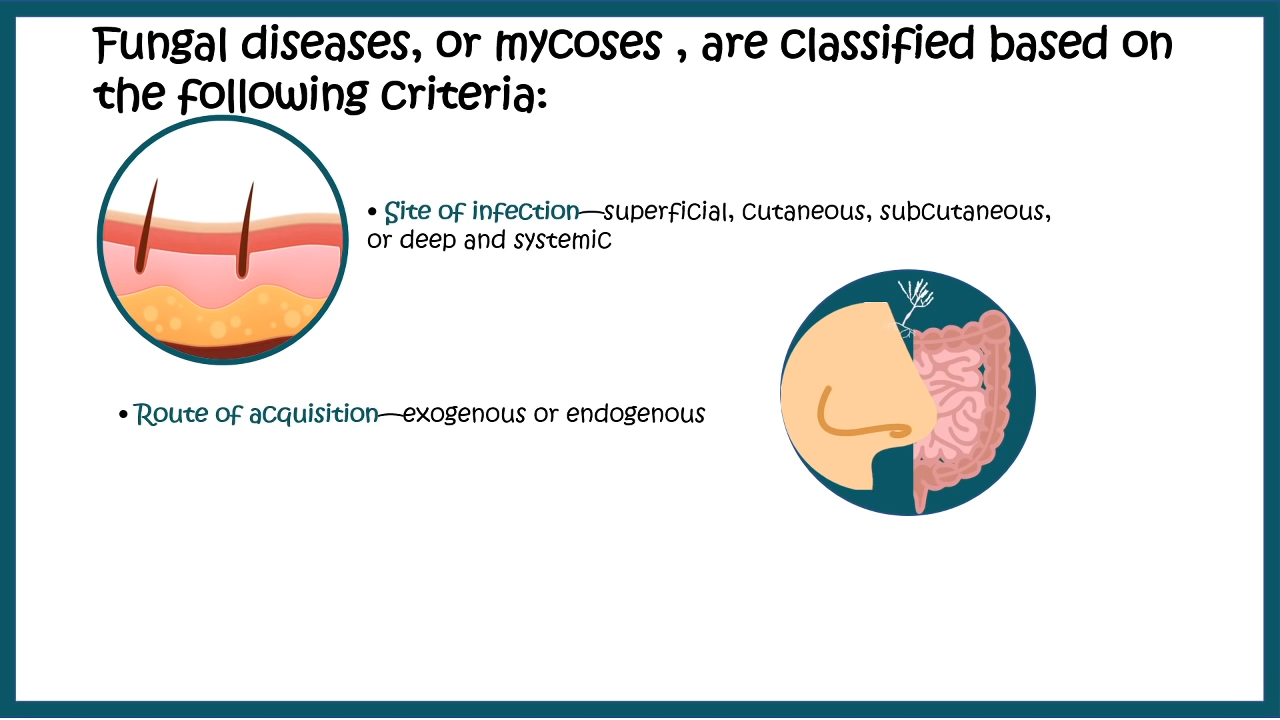 Fungal diseases, or mycoses , are classified based on
the following criteria:
• Site of infection—superficial, cutaneous, subcutaneous,
or deep and systemic
• Route of acquisition—exogenous or endogenous